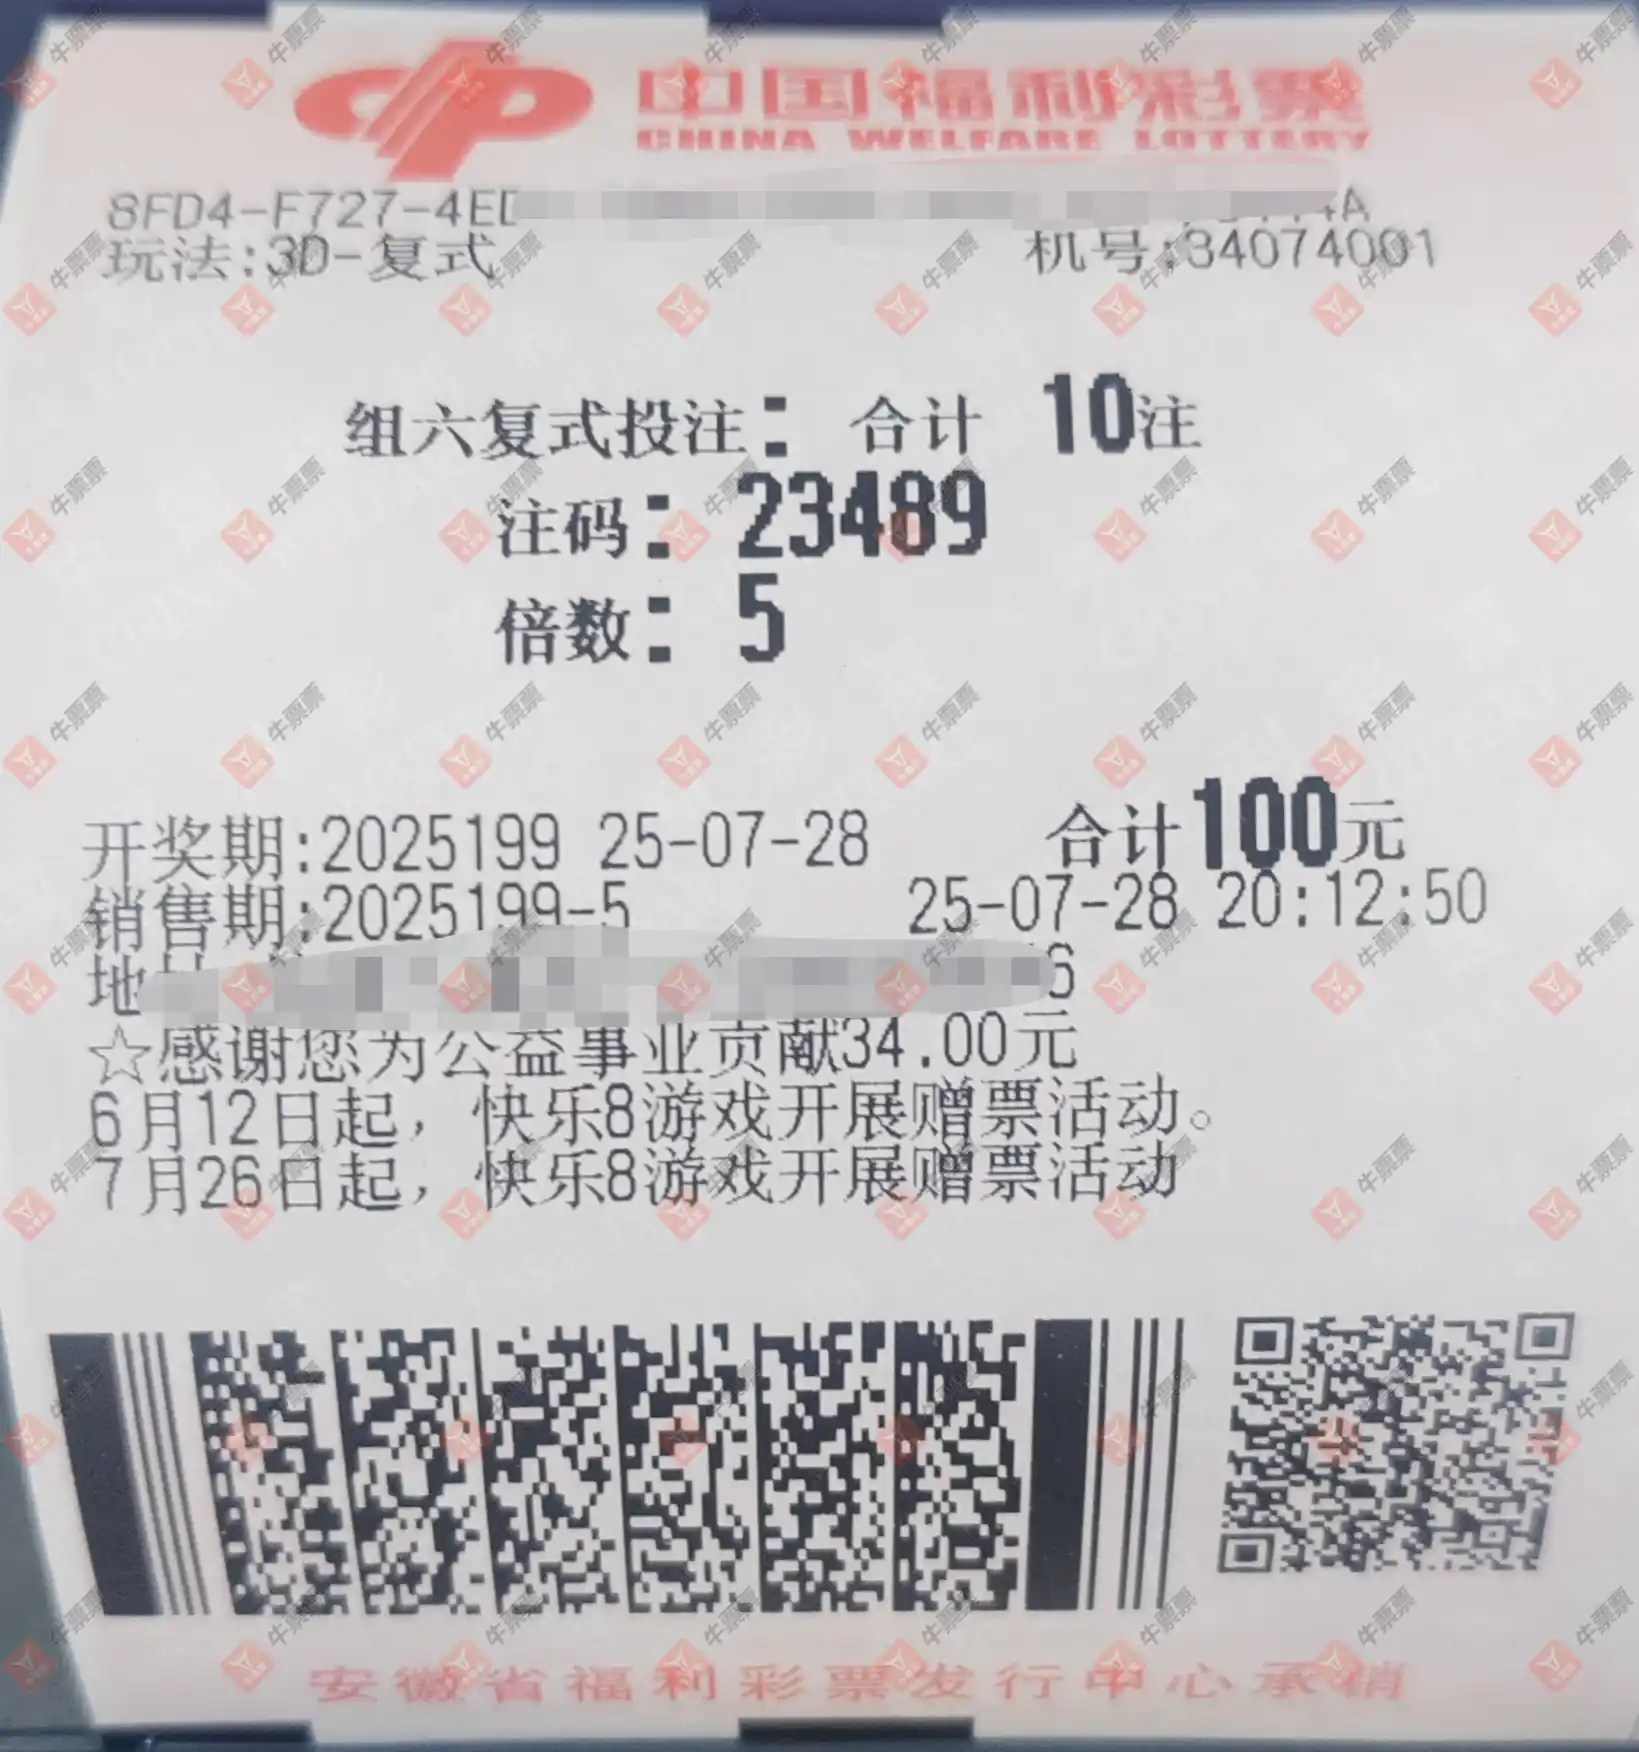 中国福利彩票
CHINA WELFARE LOTTERY
8FD4-F727-4E
玩法:3D-复式 机号:34074001
组六复式投注: 合计 10注
注码: 23489
倍数: 5
开奖期:2025199 25-07-28 合计100元
销售期:2025199-5 25-07-28 20:12:50
地 6
☆感谢您为公益事业贡献34.00元
6月12日起,快乐8游戏开展赠票活动。
7月26日起,快乐8游戏开展赠票活动
安徽省福利彩票发行中心承销
牛票票